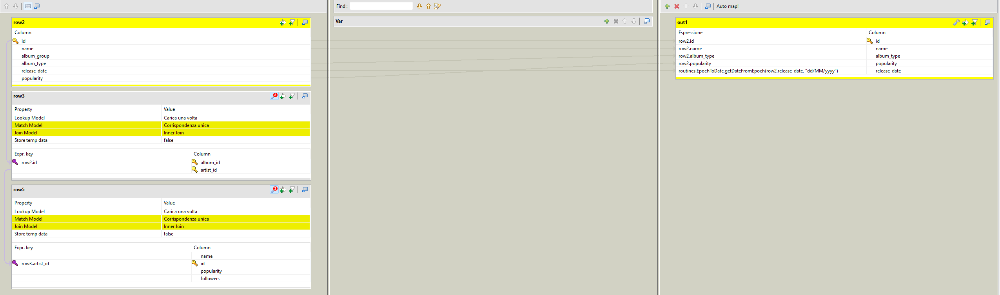 Find :
Auto map!
row2
Column
id
name
album_group
album_type
release_date
popularity
row3
2
Property Value
Lookup Model Carica una volta
Match Model Corrispondenza unica
Join Model Inner Join
Store temp data false
Expr. key Column
row2.id album_id
artist_id
row5
2
Property Value
Lookup Model Carica una volta
Match Model Corrispondenza unica
Join Model Inner Join
Store temp data false
Expr. key Column
name
row3.artist_id id
popularity
followers
Var
out1
Espressione Column
row2.id id
row2.name name
row2.album_type album_type
row2.popularity popularity
routines.EpochToDate.getDateFromEpoch(row2.release_date, "dd/MM/yyyy") release_date